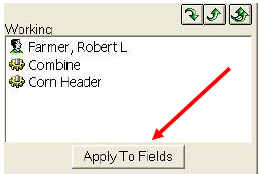 Working
Farmer, Robert L
Combine
Corn Header
Apply To Fields